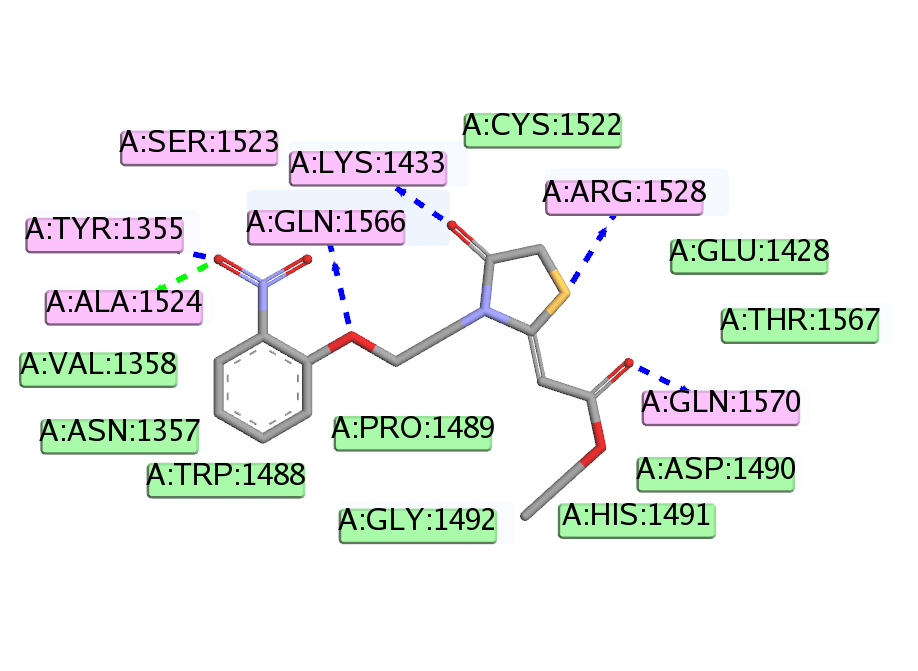 A:CYS:1522
A:SER:1523
A:LYS:1433
A:ARG:1528
A:GLN:1566
A:TYR:1355
A:GLU:1428
A:ALA:1524
A:THR:1567
A:VAL:1358
A:GLN:1570
A:ASN:1357
A:PRO:1489
A:TRP:1488
A:ASP:1490
A:GLY:1492
A:HIS:1491